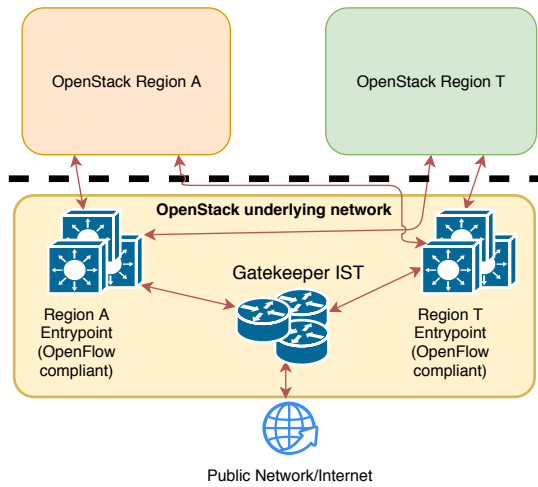 OpenStack Region A
OpenStack Region T
OpenStack underlying network
Gatekeeper IST
Region A
Entrypoint
(OpenFlow
compliant)
Region T
Entrypoint
(OpenFlow
compliant)
Public Network/Internet